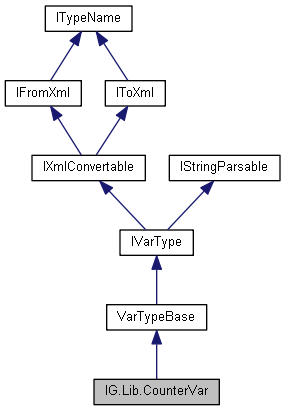 ITypeName
IFromXml
IToXml
IXmlConvertable
IStringParsable
IVarType
VarTypeBase
IG.Lib.CounterVar